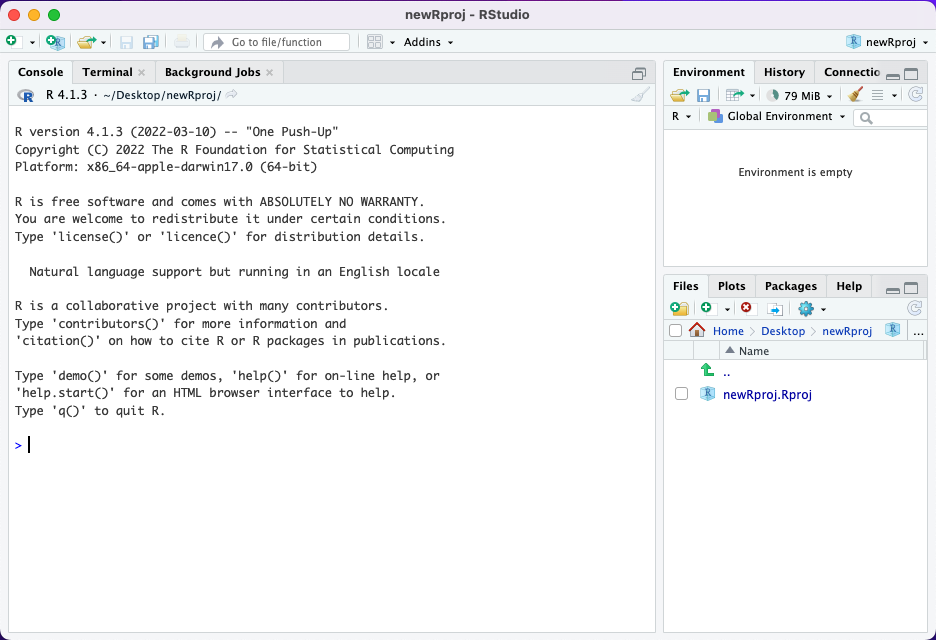 newRproj - RStudio
Go to file/function
Addins
newRproj
Console
Terminal
Background Jobs
R 4.1.3 · ~/Desktop/newRproj/
R version 4.1.3 (2022-03-10) -- "One Push-Up"
Copyright (C) 2022 The R Foundation for Statistical Computing
Platform: x86_64-apple-darwin17.0 (64-bit)
R is free software and comes with ABSOLUTELY NO WARRANTY.
You are welcome to redistribute it under certain conditions.
Type 'license()' or 'licence()' for distribution details.
Natural language support but running in an English locale
R is a collaborative project with many contributors.
Type 'contributors()' for more information and
'citation()' on how to cite R or R packages in publications.
Type 'demo()' for some demos, 'help()' for on-line help, or
'help.start()' for an HTML browser interface to help.
Type 'q()' to quit R.
>
Environment
History
Connectio
79 MiB
R
Global Environment
Environment is empty
Files
Plots
Packages
Help
Home
Desktop
newRproj
...
Name
..
newRproj.Rproj